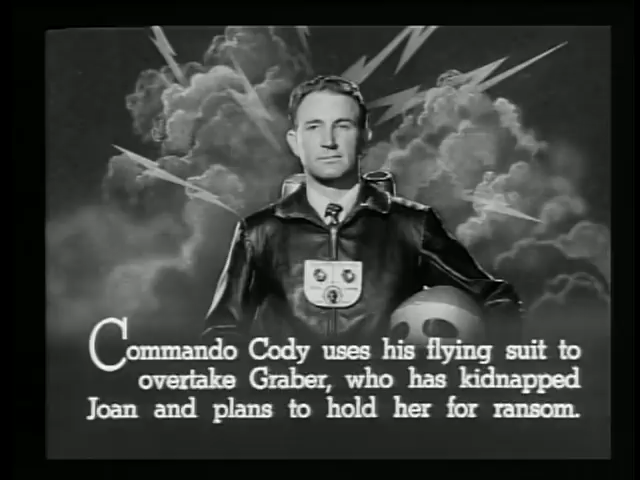 Commando Cody uses his flying suit to
overtake Graber, who has kidnapped
Joan and plans to hold her for ransom.